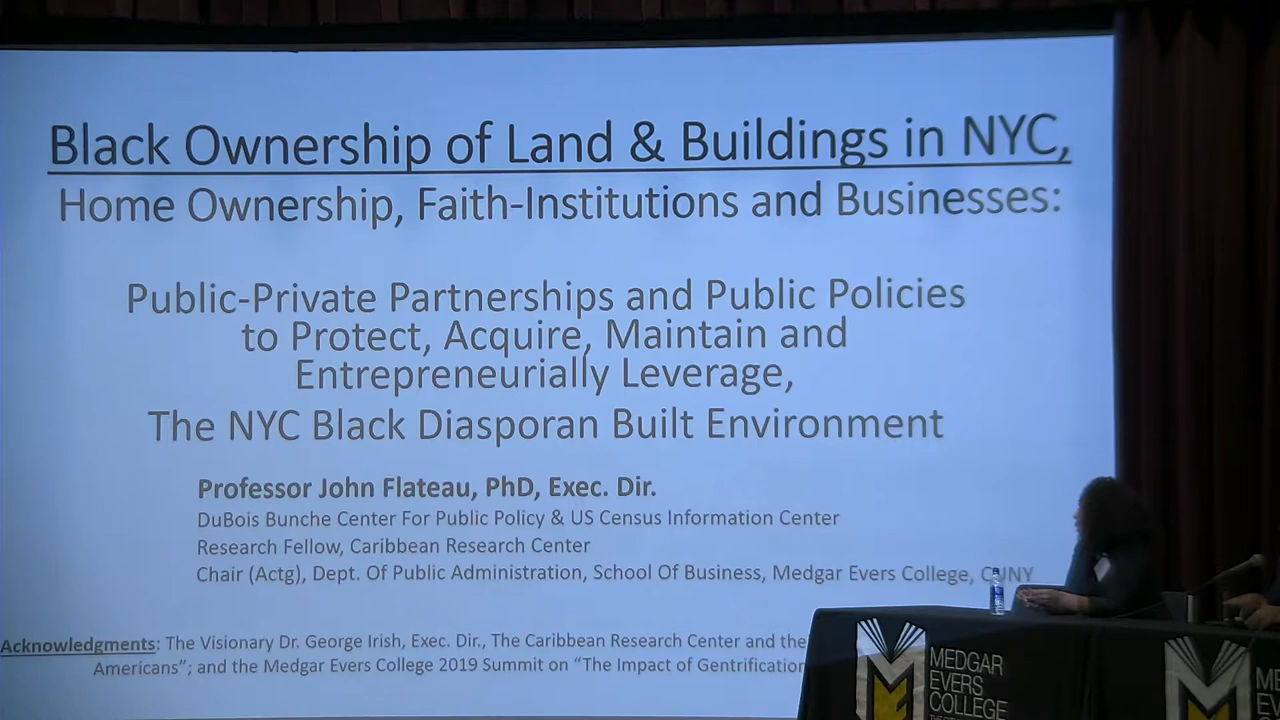 Black Ownership of Land & Buildings in NYC,
Home Ownership, Faith-Institutions and Businesses:
Public-Private Partnerships and Public Policies
to Protect, Acquire, Maintain and
Entrepreneurially Leverage,
The NYC Black Diasporan Built Environment
Professor John Flateau, PhD, Exec. Dir.
DuBois Bunche Center For Public Policy & US Census Information Center
Research Fellow, Caribbean Research Center
Chair (Actg), Dept. Of Public Administration, School Of Business, Medgar Evers College, CUNY
Acknowledgments: The Visionary Dr. George Irish, Exec. Dir., The Caribbean Research Center and the
Americans”; and the Medgar Evers College 2019 Summit on “The Impact of Gentrification
MEDGAR
EVERS
COLLEGE
ME
EV